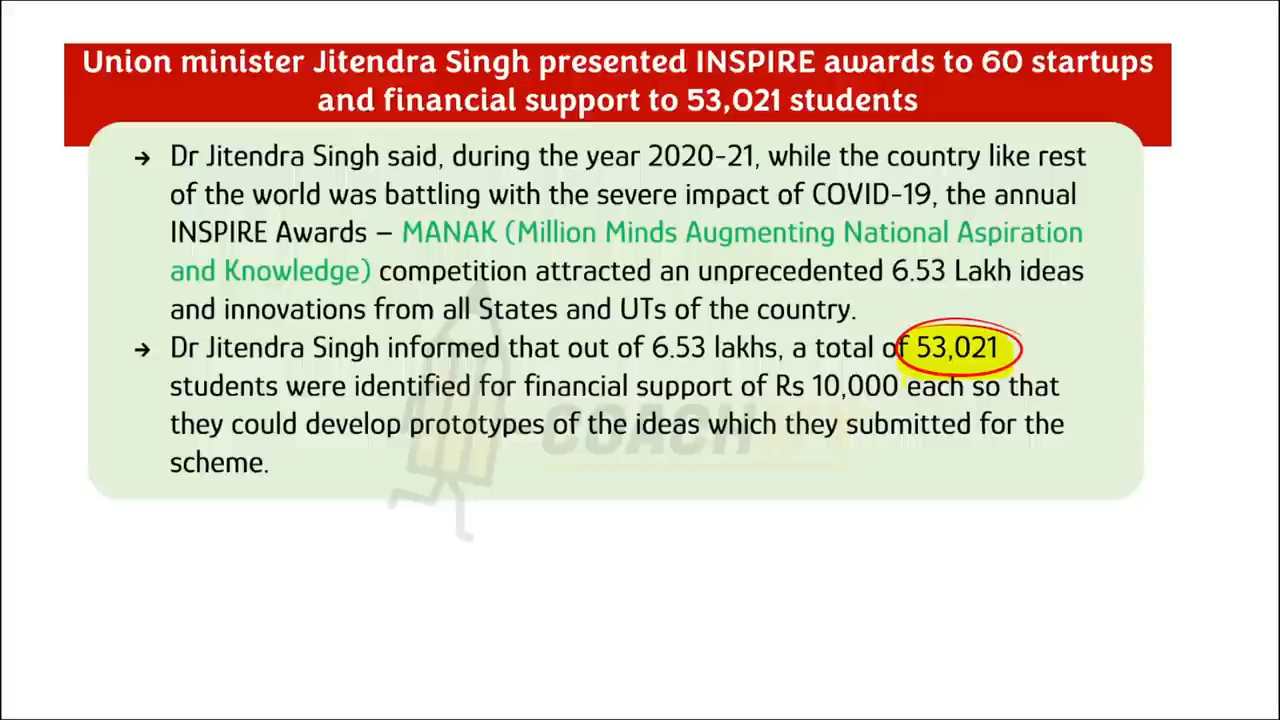 Union minister Jitendra Singh presented INSPIRE awards to 60 startups
and financial support to 53,021 students
→ Dr Jitendra Singh said, during the year 2020-21, while the country like rest
of the world was battling with the severe impact of COVID-19, the annual
INSPIRE Awards – MANAK (Million Minds Augmenting National Aspiration
and Knowledge) competition attracted an unprecedented 6.53 Lakh ideas
and innovations from all States and UTs of the country.
→ Dr Jitendra Singh informed that out of 6.53 lakhs, a total of 53,021
students were identified for financial support of Rs 10,000 each so that
they could develop prototypes of the ideas which they submitted for the
scheme.
COACH